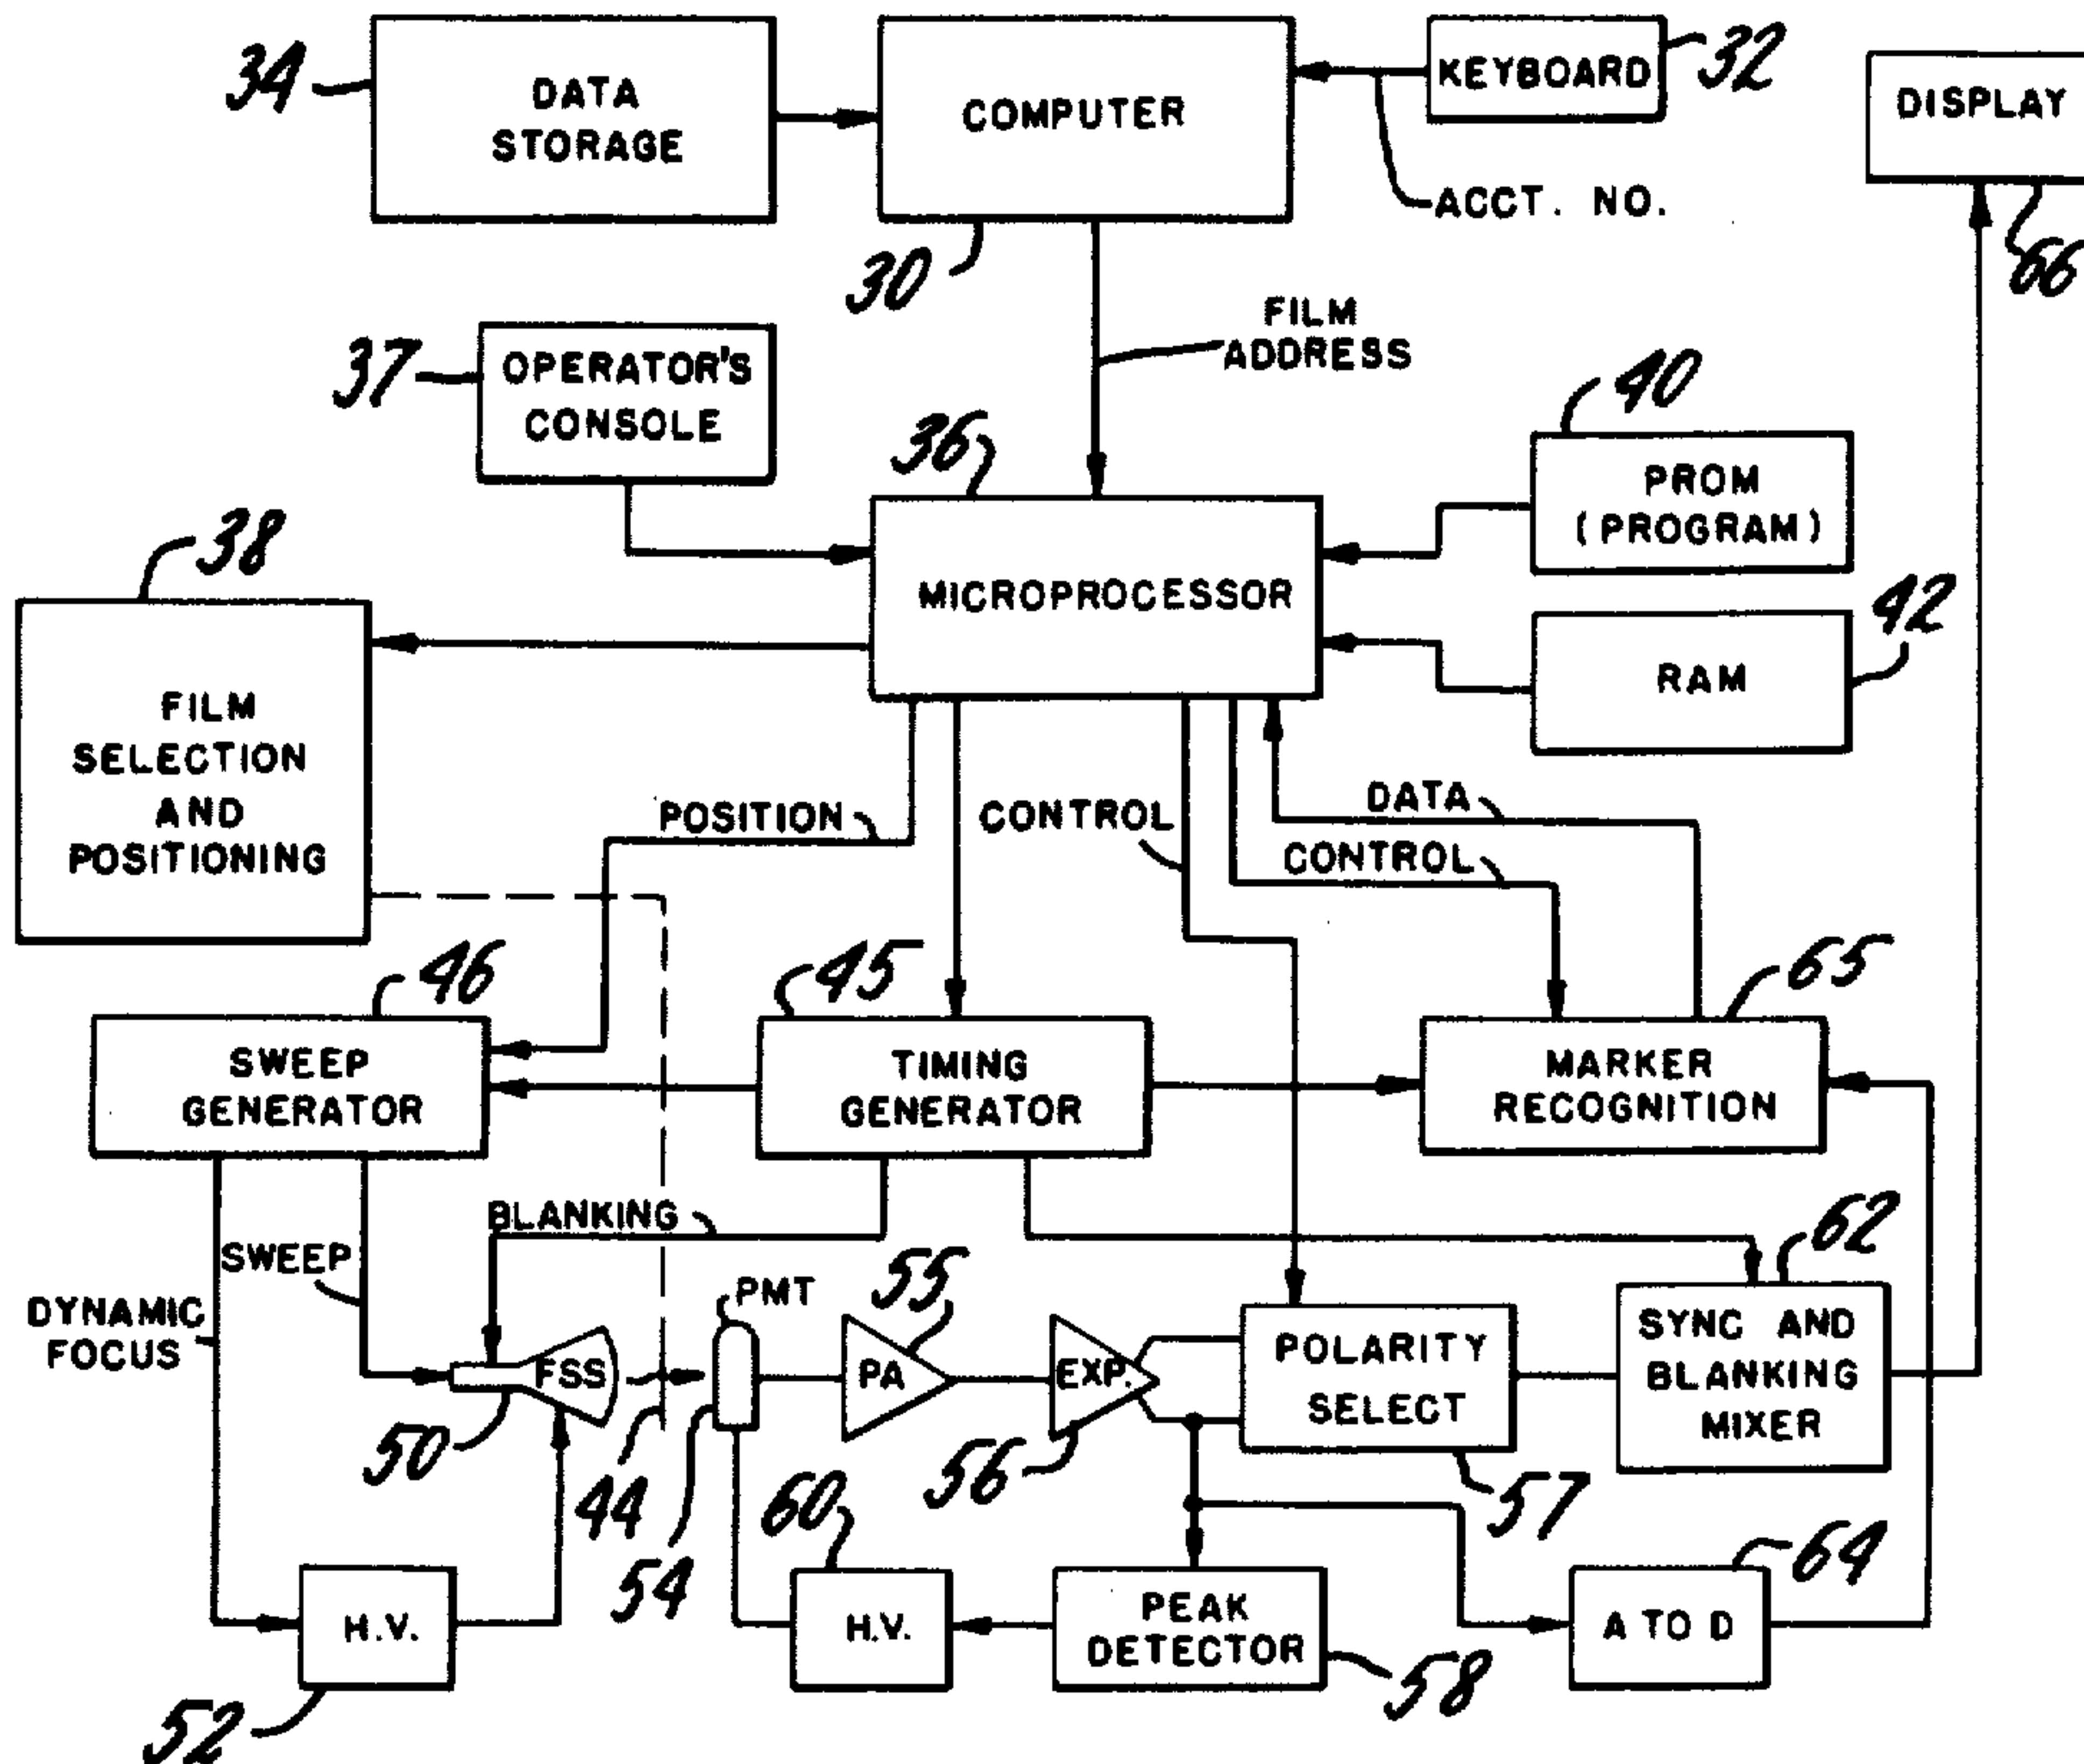 34
DATA
STORAGE
COMPUTER
30
KEYBOARD
32
ACCT. NO.
DISPLAY
66
37
OPERATOR'S
CONSOLE
FILM
ADDRESS
36
MICROPROCESSOR
40
PROM
(PROGRAM)
42
RAM
38
FILM
SELECTION
AND
POSITIONING
POSITION
CONTROL
DATA
CONTROL
46
SWEEP
GENERATOR
45
TIMING
GENERATOR
65
MARKER
RECOGNITION
BLANKING
SWEEP
DYNAMIC
FOCUS
FSS
50
44
PMT
54
55
PA
EXP.
56
POLARITY
SELECT
57
62
SYNC AND
BLANKING
MIXER
H.V.
52
60
H.V.
PEAK
DETECTOR
58
64
A TO D